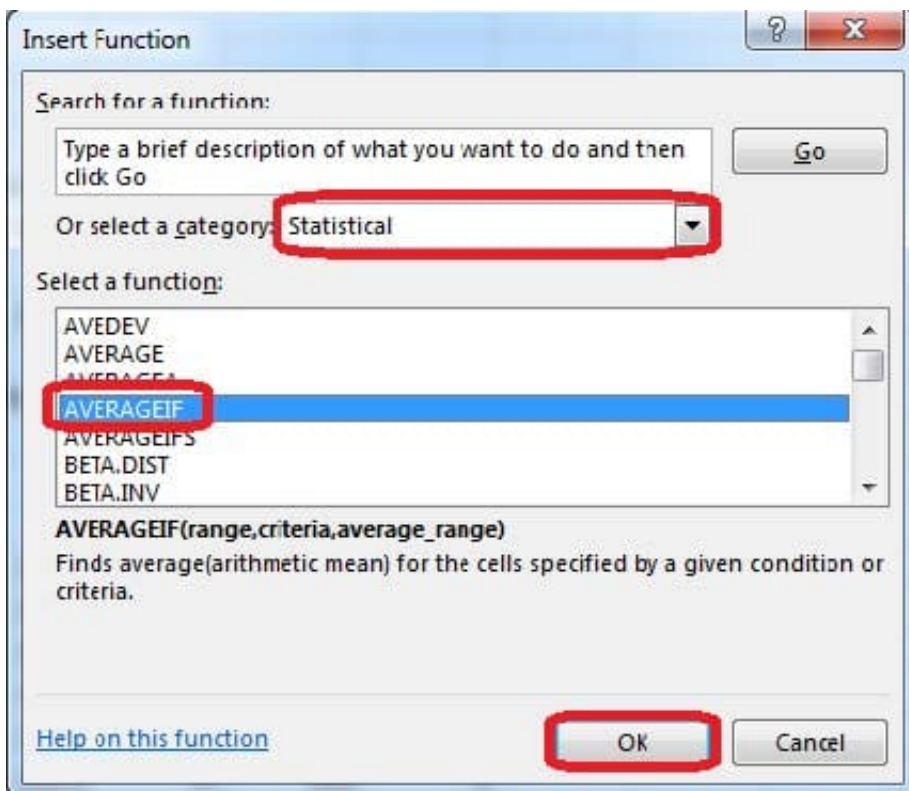 Insert Function
?
Search for a function:
Type a brief description of what you want to do and then
click Go
Go
Or select a category: Statistical
Select a function:
AVEDEV
AVERAGE
AVERAGEA
AVERAGEIF
AVERAGEIFS
BETA.DIST
BETA.INV
AVERAGEIF(range,criteria,average_range)
Finds average(arithmetic mean) for the cells specified by a given condition or
criteria.
Help on this function
OK
Cancel